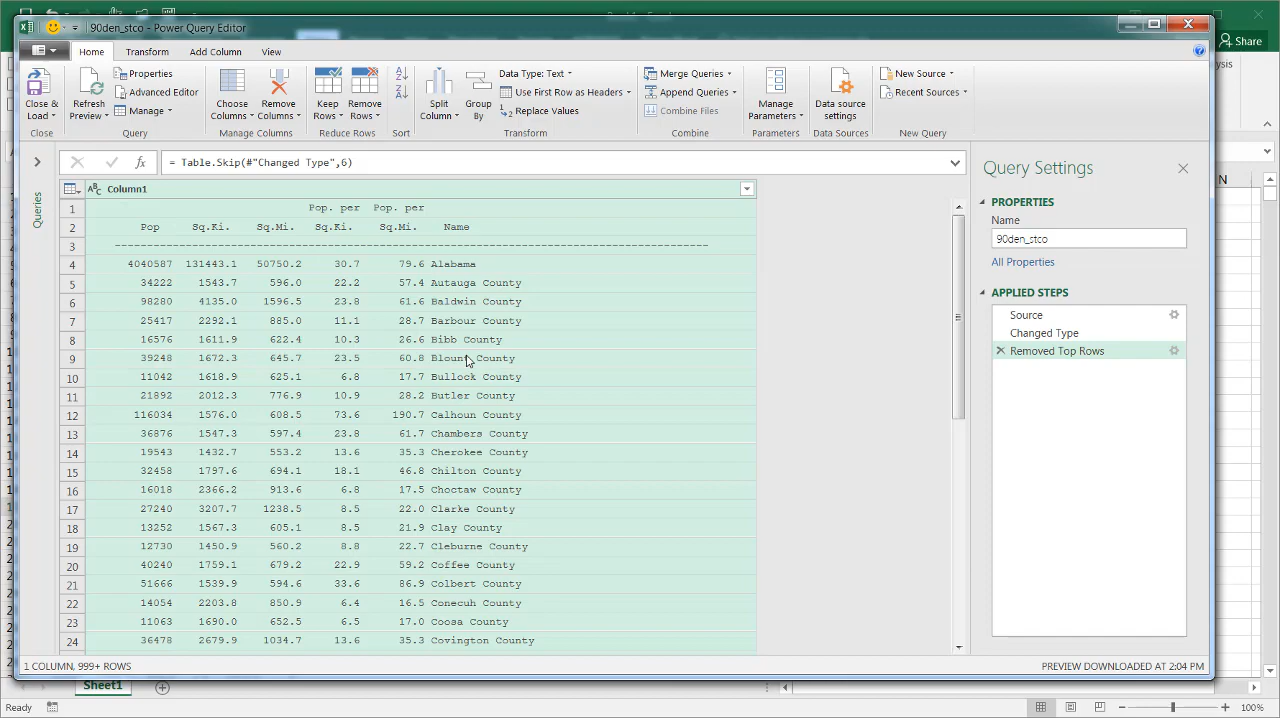 90den_stco - Power Query Editor
Share
Home Transform Add Column View
Close & Load
Refresh Preview
Properties
Advanced Editor
Manage
Choose Columns
Remove Columns
Keep Rows
Remove Rows
Split Column
Group By
Data Type: Text
Use First Row as Headers
Replace Values
Merge Queries
Append Queries
Combine Files
Manage Parameters
Data source settings
New Source
Recent Sources
Close Query Manage Columns Reduce Rows Sort Transform Combine Parameters Data Sources New Query
fx = Table.Skip(#"Changed Type",6)
Queries
ABC Column1
1 Pop. per Pop. per
2 Pop Sq.Ki. Sq.Mi. Sq.Ki. Sq.Mi. Name
3 ------------------------------------------------------------------------------------------
4 4040587 131443.1 50750.2 30.7 79.6 Alabama
5 34222 1543.7 596.0 22.2 57.4 Autauga County
6 98280 4135.0 1596.5 23.8 61.6 Baldwin County
7 25417 2292.1 885.0 11.1 28.7 Barbour County
8 16576 1611.9 622.4 10.3 26.6 Bibb County
9 39248 1672.3 645.7 23.5 60.8 Blount County
10 11042 1618.9 625.1 6.8 17.7 Bullock County
11 21892 2012.3 776.9 10.9 28.2 Butler County
12 116034 1576.0 608.5 73.6 190.7 Calhoun County
13 36876 1547.3 597.4 23.8 61.7 Chambers County
14 19543 1432.7 553.2 13.6 35.3 Cherokee County
15 32458 1797.6 694.1 18.1 46.8 Chilton County
16 16018 2366.2 913.6 6.8 17.5 Choctaw County
17 27240 3207.7 1238.5 8.5 22.0 Clarke County
18 13252 1567.3 605.1 8.5 21.9 Clay County
19 12730 1450.9 560.2 8.8 22.7 Cleburne County
20 40240 1759.1 679.2 22.9 59.2 Coffee County
21 51666 1539.9 594.6 33.6 86.9 Colbert County
22 14054 2203.8 850.9 6.4 16.5 Conecuh County
23 11063 1690.0 652.5 6.5 17.0 Coosa County
24 36478 2679.9 1034.7 13.6 35.3 Covington County
Query Settings
PROPERTIES
Name
90den_stco
All Properties
APPLIED STEPS
Source
Changed Type
Removed Top Rows
N
1 COLUMN, 999+ ROWS
PREVIEW DOWNLOADED AT 2:04 PM
Sheet1
Ready
100%